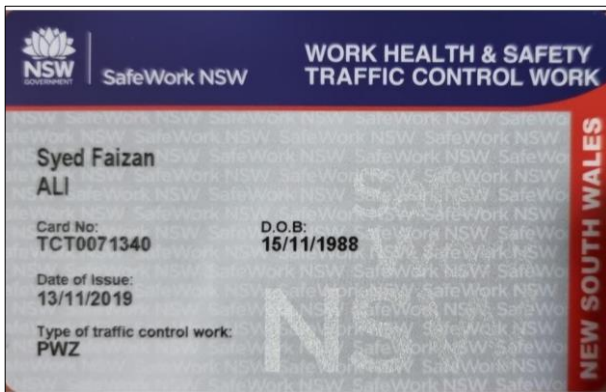 NSW
GOVERNMENT
SafeWork NSW
WORK HEALTH & SAFETY
TRAFFIC CONTROL WORK
Syed Faizan
ALI
Card No:
TCT0071340
D.O.B:
15/11/1988
Date of Issue:
13/11/2019
Type of traffic control work:
PWZ
NEW SOUTH WALES